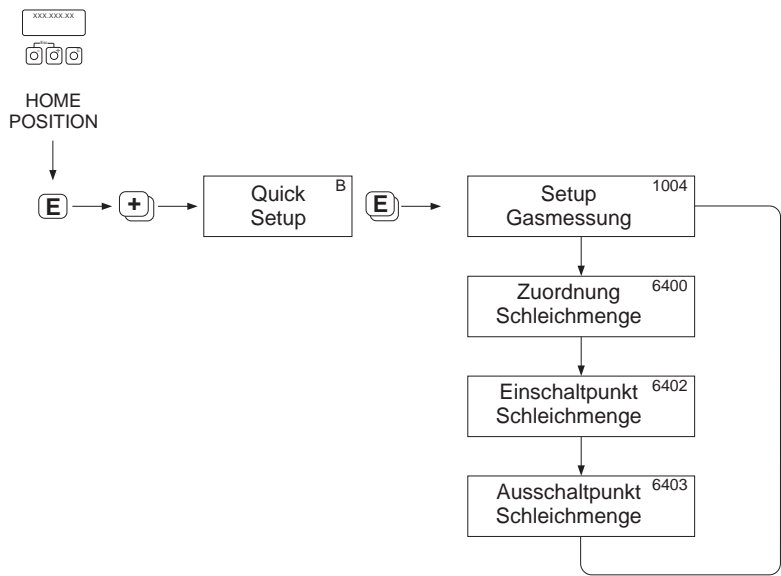 xxx.xxx.xx
Esc
HOME
POSITION
E
+
Quick
Setup
B
E
Setup
Gasmessung
1004
Zuordnung
Schleichmenge
6400
Einschaltpunkt
Schleichmenge
6402
Ausschaltpunkt
Schleichmenge
6403